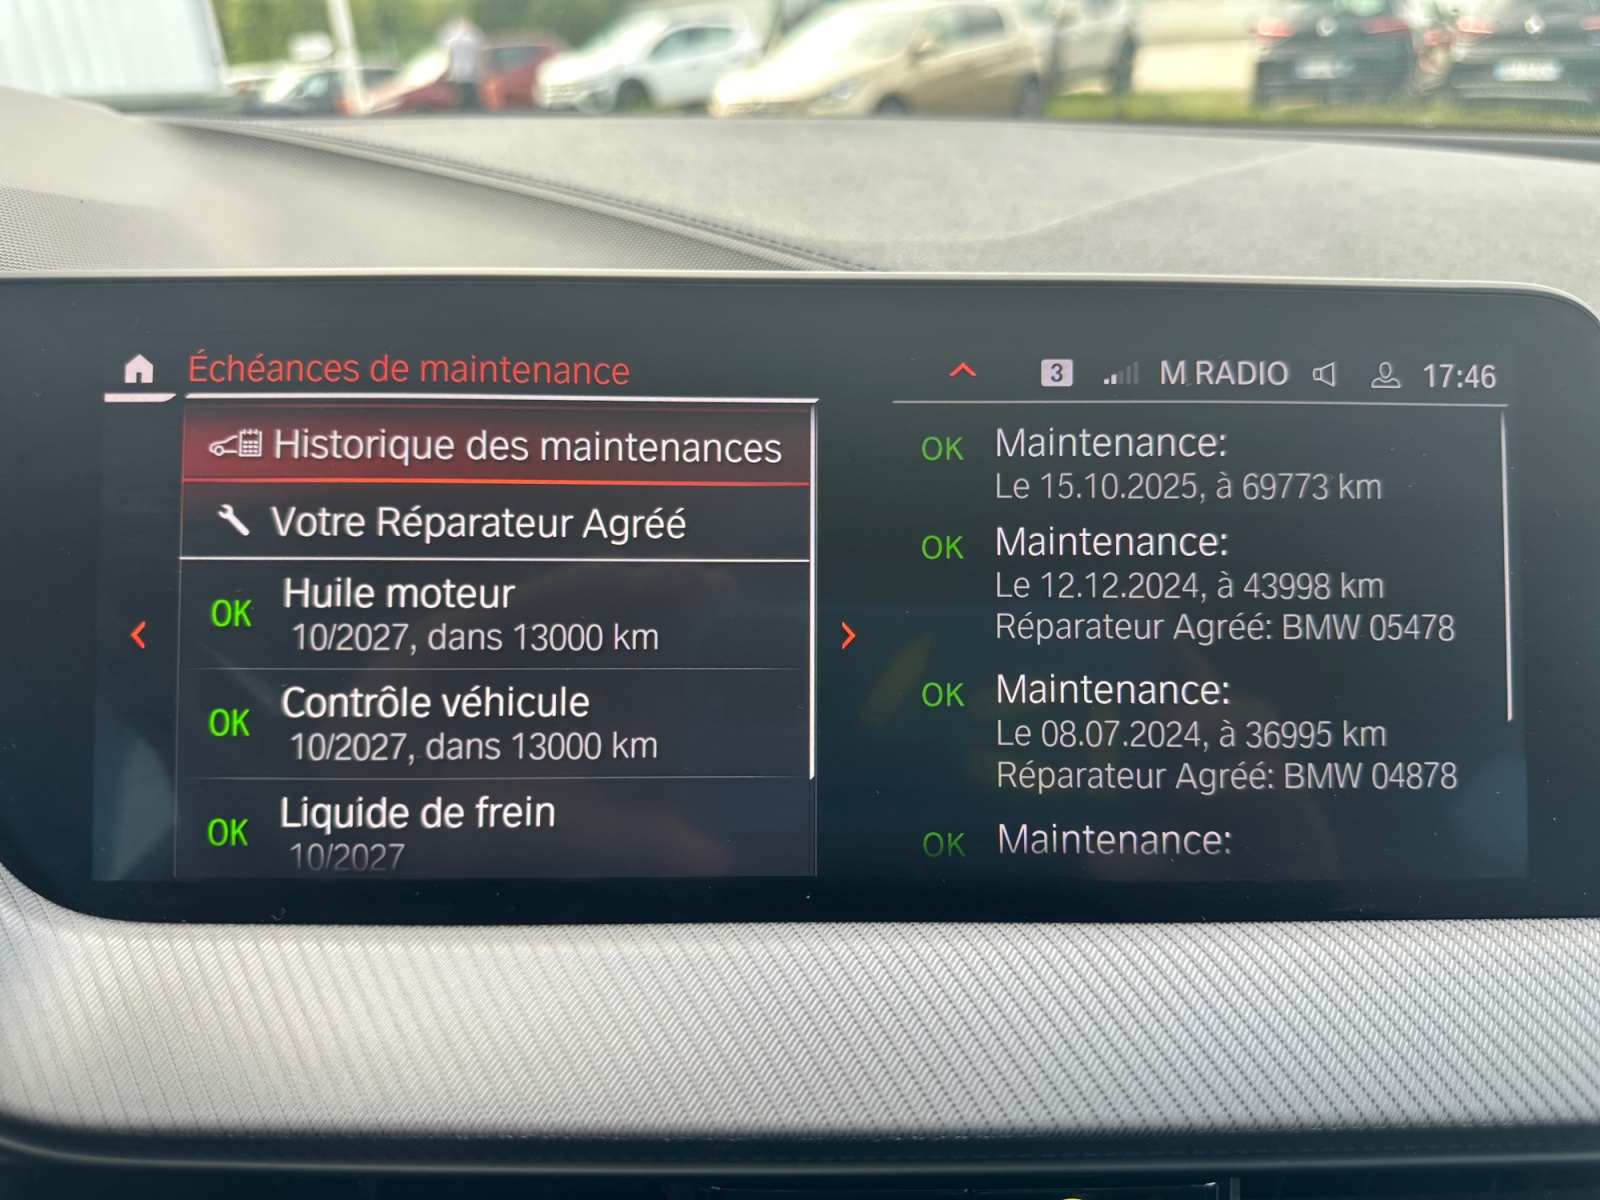 Échéances de maintenance
3 M RADIO 17:46
Historique des maintenances
Votre Réparateur Agréé
OK Huile moteur
10/2027, dans 13000 km
OK Contrôle véhicule
10/2027, dans 13000 km
OK Liquide de frein
10/2027
OK Maintenance:
Le 15.10.2025, à 69773 km
OK Maintenance:
Le 12.12.2024, à 43998 km
Réparateur Agréé: BMW 05478
OK Maintenance:
Le 08.07.2024, à 36995 km
Réparateur Agréé: BMW 04878
OK Maintenance: